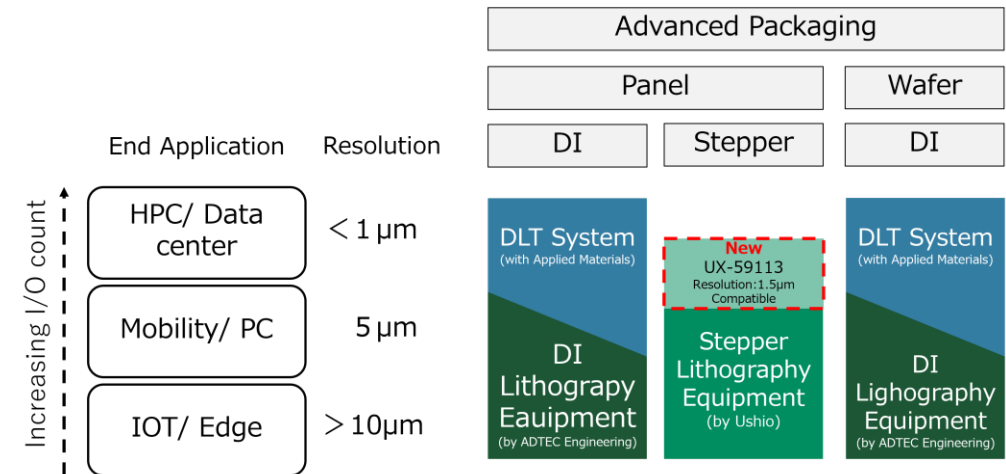 Advanced Packaging
Panel
Wafer
End Application
Resolution
DI
Stepper
DI
Increasing I/O count
HPC/ Data
center
＜1 μm
Mobility/ PC
5 μm
IOT/ Edge
＞10μm
DLT System
(with Applied Materials)
DI
Lithograpy
Eauipment
(by ADTEC Engineering)
New
UX-59113
Resolution:1.5μm
Compatible
Stepper
Lithography
Equipment
(by Ushio)
DLT System
(with Applied Materials)
DI
Lighography
Equipment
(by ADTEC Engineering)